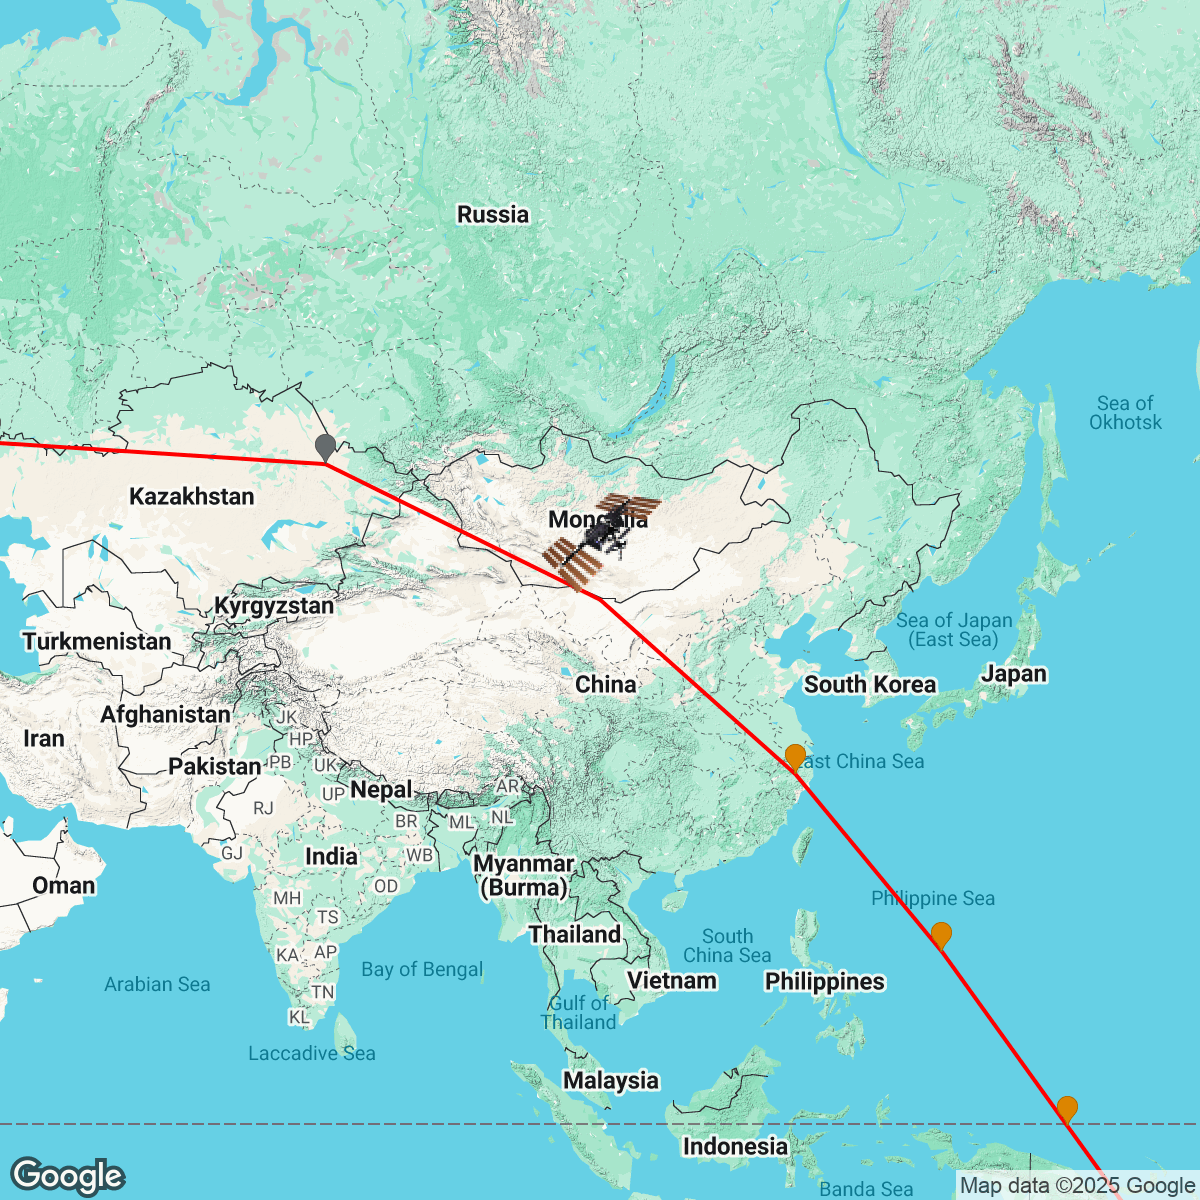 Russia
Sea of
Okhotsk
Kazakhstan
Mongolia
Kyrgyzstan
Sea of Japan
(East Sea)
Turkmenistan
Japan
China
South Korea
Afghanistan
JK
Iran
HP
Pakistan
PB
UK
East China Sea
UP
Nepal
AR
RJ
BR
ML
NL
GJ
India
WB
Myanmar
(Burma)
Oman
OD
MH
Philippine Sea
TS
Thailand
South
China Sea
KA
AP
Bay of Bengal
Vietnam
Philippines
Arabian Sea
TN
Gulf of
Thailand
KL
Laccadive Sea
Malaysia
Indonesia
Google
Banda Sea
Map data ©2025 Google